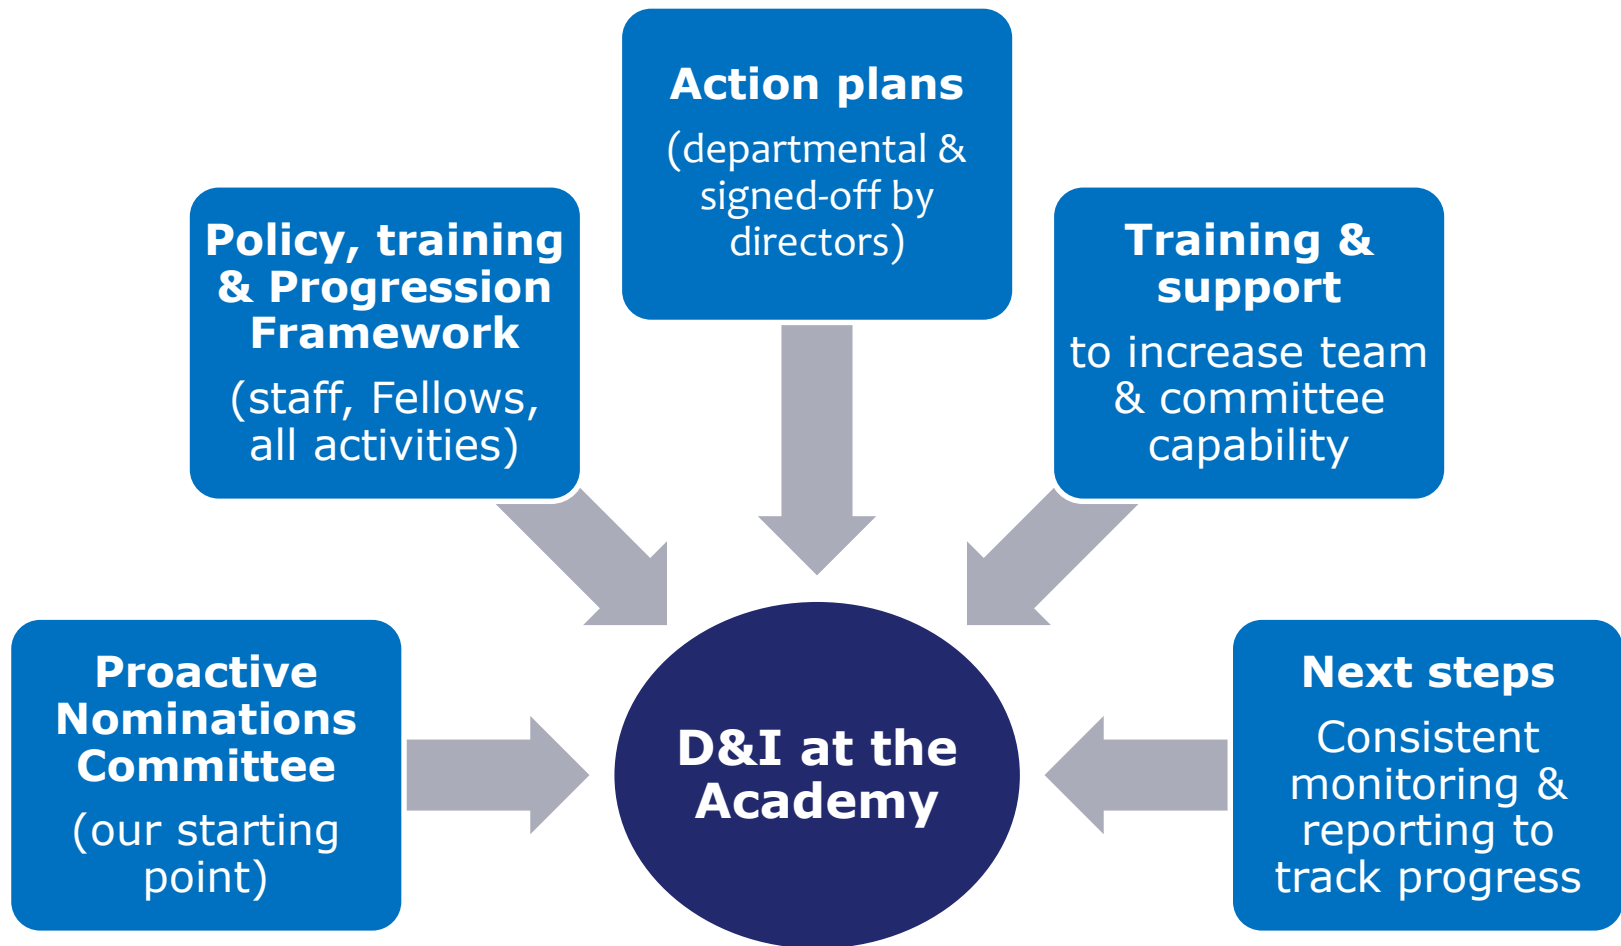 Proactive
Nominations
Committee
(our starting
point)
Policy, training
& Progression
Framework
(staff, Fellows,
all activities)
Action plans
(departmental &
signed-off by
directors)
Training &
support
to increase team
& committee
capability
Next steps
Consistent
monitoring &
reporting to
track progress
D&I at the
Academy